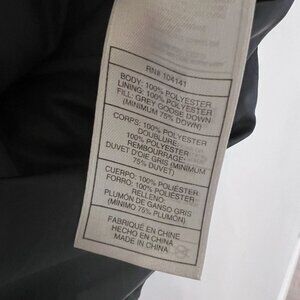 RN# 104141
BODY: 100% POLYESTER
LINING: 100% POLYESTER
FILL: GREY GOOSE DOWN
(MINIMUM 75% DOWN)
CORPS: 100% POLYESTER
DOUBLURE:
100% POLYESTER
REMBOURRAGE:
DUVET D'OIE GRIS (MINIMUM
75% DUVET)
CUERPO: 100% POLIÉSTER
FORRO: 100% POLIÉSTER
RELLENO:
PLUMÓN DE GANSO GRIS
(MÍNIMO 75% PLUMÓN)
FABRIQUÉ EN CHINE
HECHO EN CHINA
MADE IN CHINA